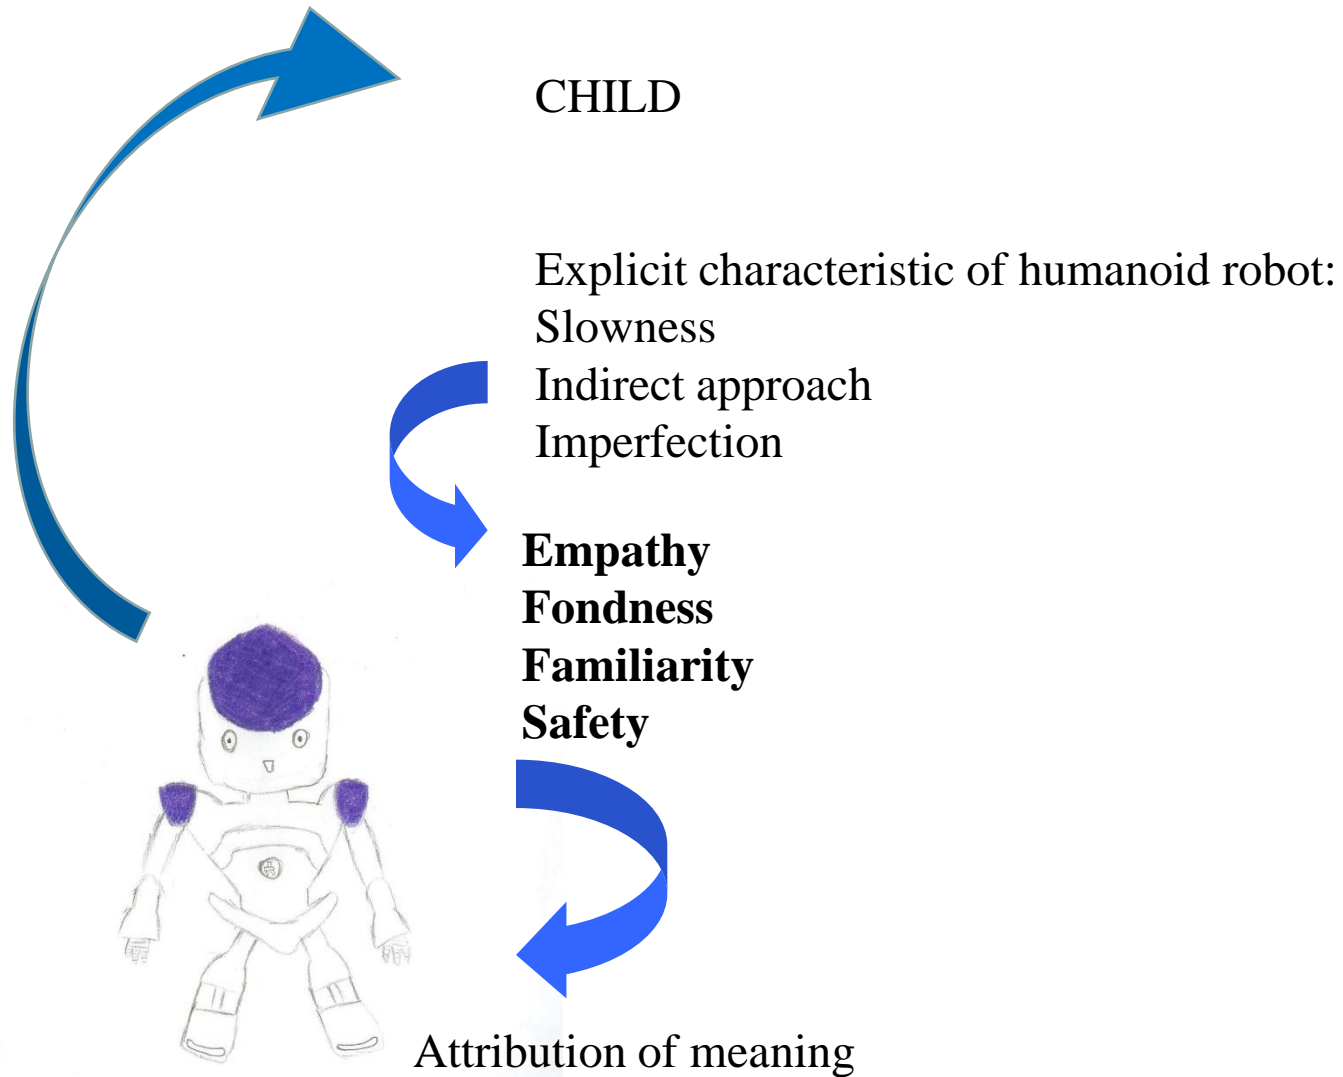 CHILD
Explicit characteristic of humanoid robot:
Slowness
Indirect approach
Imperfection
Empathy
Fondness
Familiarity
Safety
Attribution of meaning